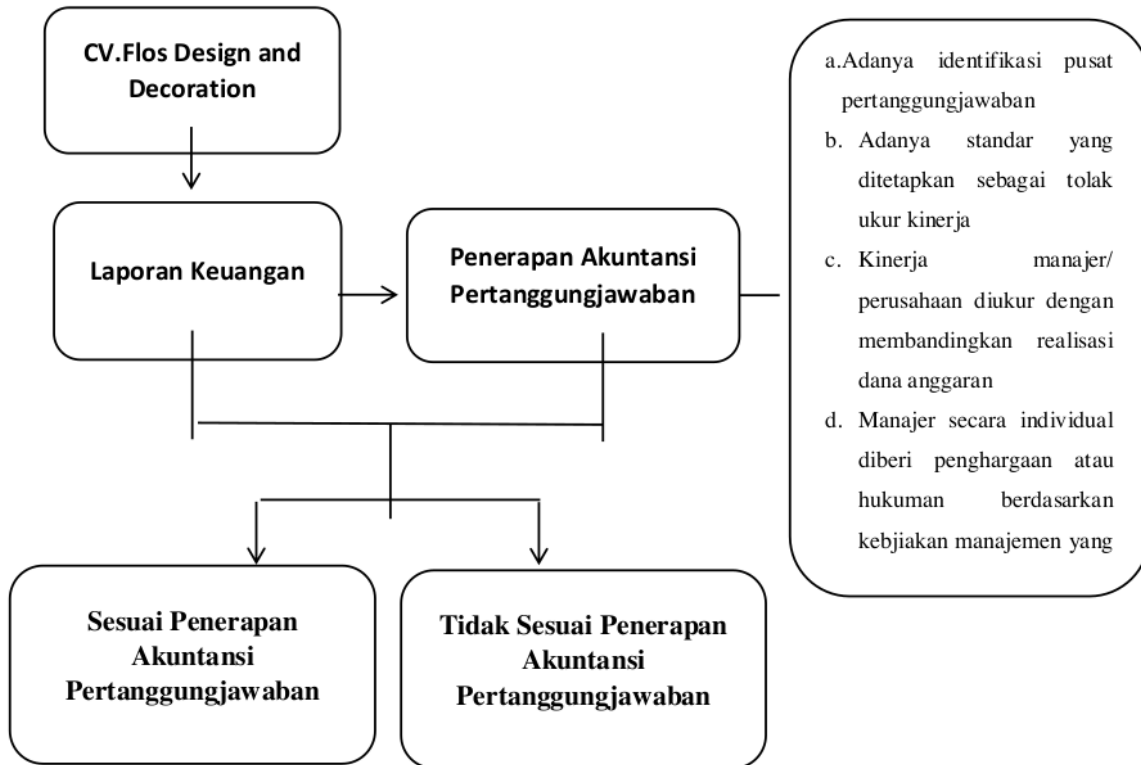 CV.Flos Design and
Decoration
Laporan Keuangan
Penerapan Akuntansi
Pertanggungjawaban
a.Adanya identifikasi pusat
pertanggungjawaban
b. Adanya standar yang
ditetapkan sebagai tolak
ukur kinerja
c. Kinerja manajer/
perusahaan diukur dengan
membandingkan realisasi
dana anggaran
d. Manajer secara individual
diberi penghargaan atau
hukuman berdasarkan
kebjiakan manajemen yang
Sesuai Penerapan
Akuntansi
Pertanggungjawaban
Tidak Sesuai Penerapan
Akuntansi
Pertanggungjawaban